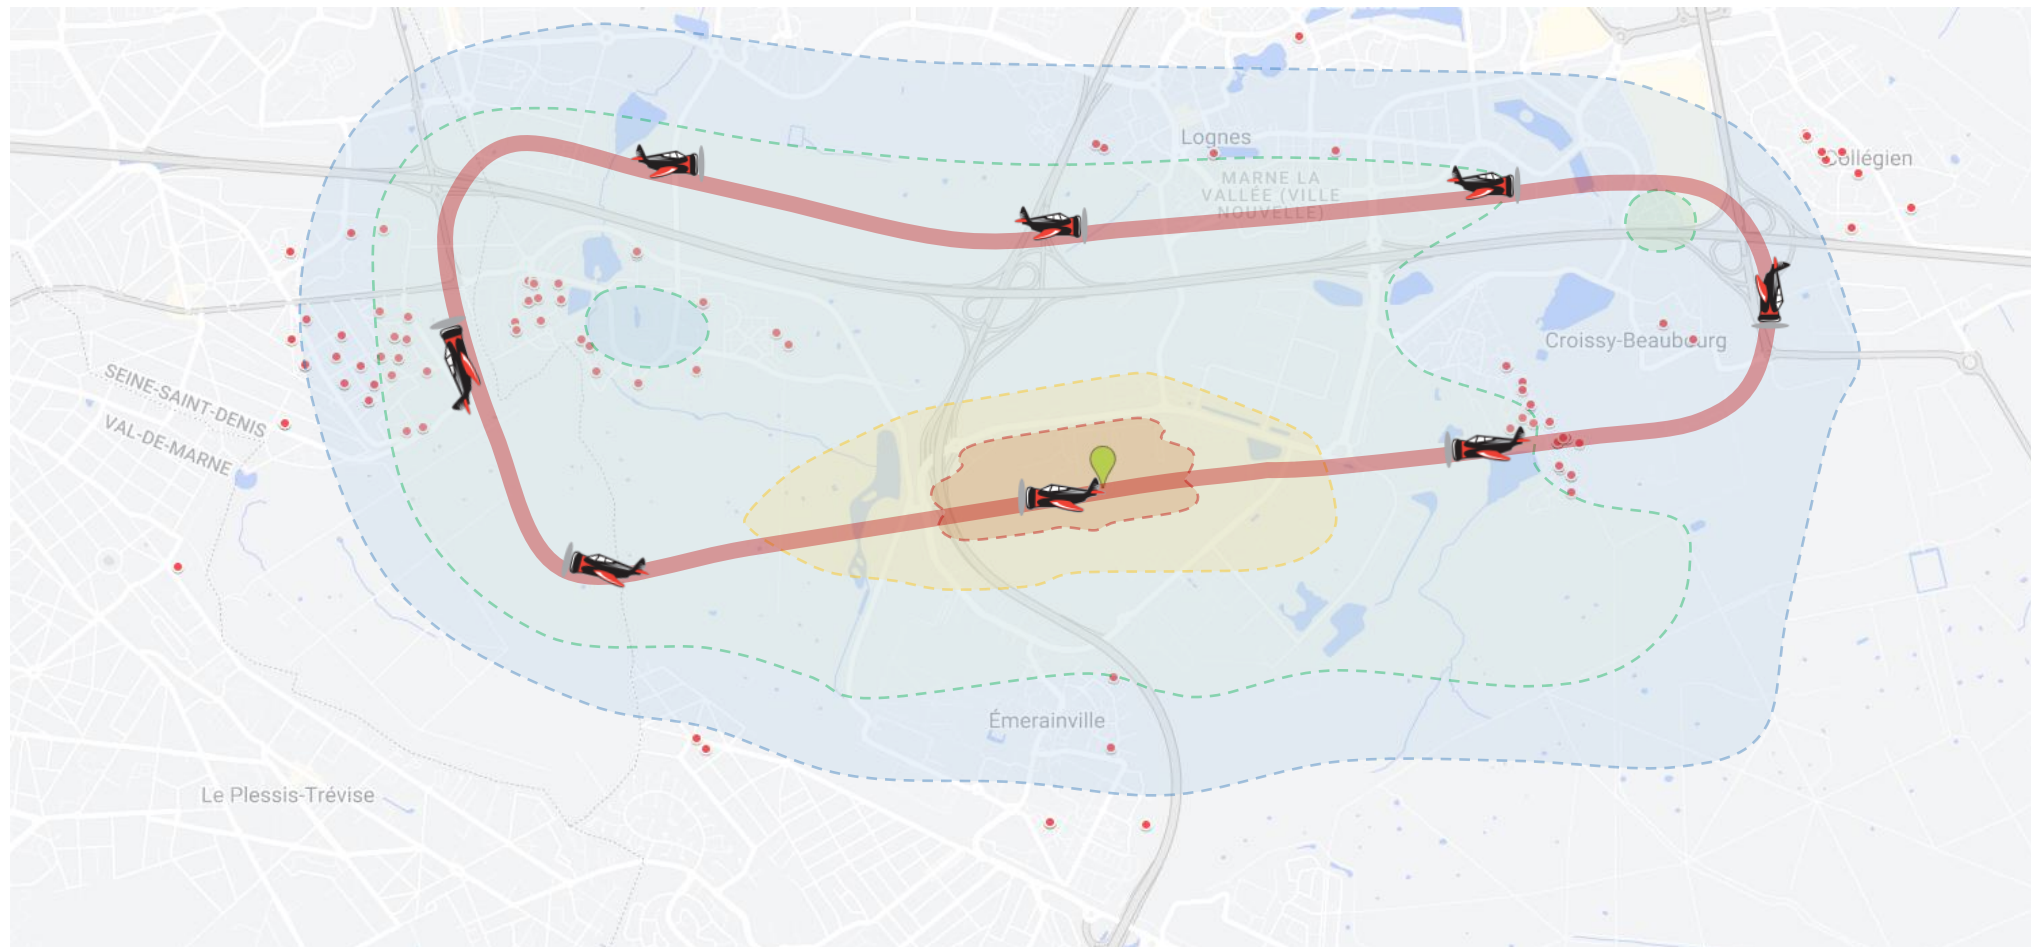 Lognes
MARNE LA
VALLÉE (VILLE
NOUVELLE)
Collégien
Croissy-Beaubourg
SEINE-SAINT-DENIS
VAL-DE-MARNE
Émerainville
Le Plessis-Trévise